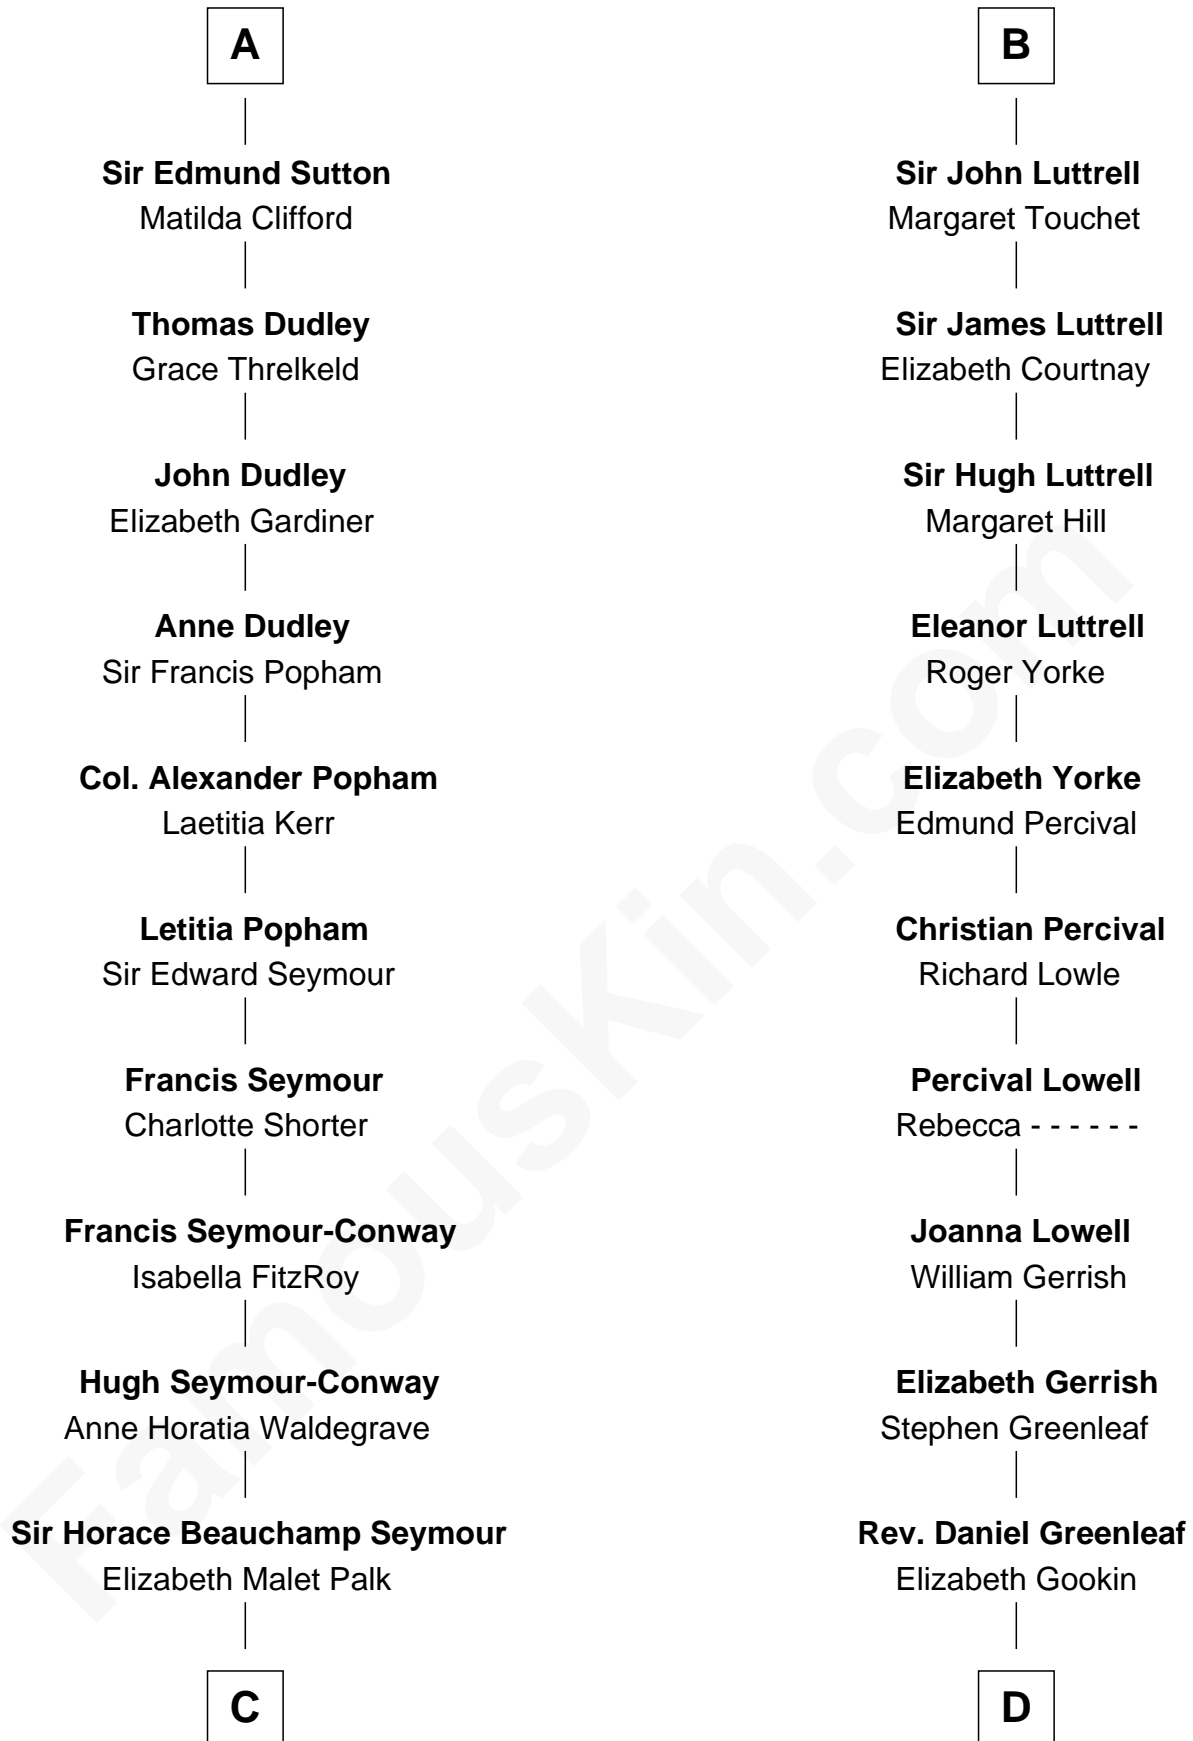 A
Sir Edmund Sutton
Matilda Clifford
Thomas Dudley
Grace Threlkeld
John Dudley
Elizabeth Gardiner
Anne Dudley
Sir Francis Popham
Col. Alexander Popham
Laetitia Kerr
Letitia Popham
Sir Edward Seymour
Francis Seymour
Charlotte Shorter
Francis Seymour-Conway
Isabella FitzRoy
Hugh Seymour-Conway
Anne Horatia Waldegrave
Sir Horace Beauchamp Seymour
Elizabeth Malet Palk
C
B
Sir John Luttrell
Margaret Touchet
Sir James Luttrell
Elizabeth Courtnay
Sir Hugh Luttrell
Margaret Hill
Eleanor Luttrell
Roger Yorke
Elizabeth Yorke
Edmund Percival
Christian Percival
Richard Lowle
Percival Lowell
Rebecca - - - - - -
Joanna Lowell
William Gerrish
Elizabeth Gerrish
Stephen Greenleaf
Rev. Daniel Greenleaf
Elizabeth Gookin
D
FamousKin.com